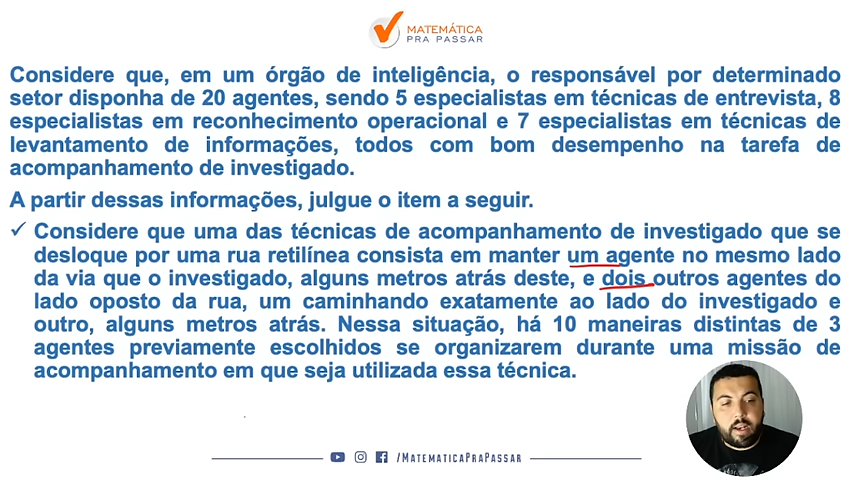 MATEMÁTICA
PRA PASSAR
Considere que, em um órgão de inteligência, o responsável por determinado
setor disponha de 20 agentes, sendo 5 especialistas em técnicas de entrevista, 8
especialistas em reconhecimento operacional e 7 especialistas em técnicas de
levantamento de informações, todos com bom desempenho na tarefa de
acompanhamento de investigado.
A partir dessas informações, julgue o item a seguir.
✓ Considere que uma das técnicas de acompanhamento de investigado que se
desloque por uma rua retilínea consista em manter um agente no mesmo lado
da via que o investigado, alguns metros atrás deste, e dois outros agentes do
lado oposto da rua, um caminhando exatamente ao lado do investigado e
outro, alguns metros atrás. Nessa situação, há 10 maneiras distintas de 3
agentes previamente escolhidos se organizarem durante uma missão de
acompanhamento em que seja utilizada essa técnica.
/MATEMATICAPRAPASSAR